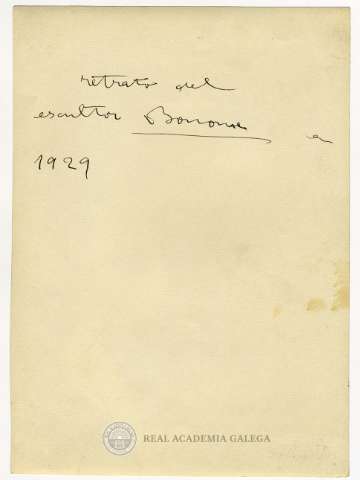 retrato del
escultor Bonome a
1929
REAL ACADEMIA GALEGA